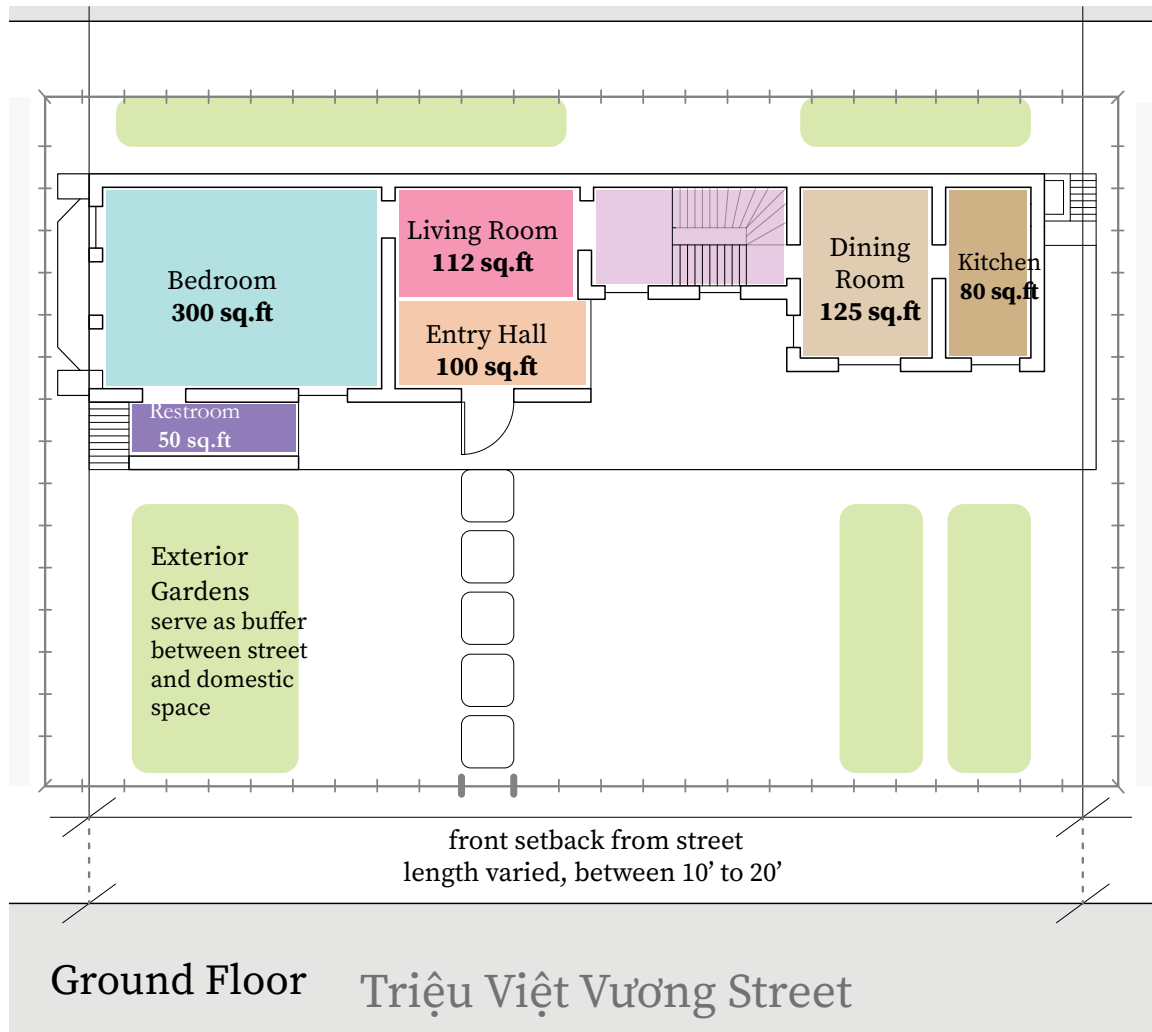 Bedroom
300 sq.ft
Living Room
112 sq.ft
Entry Hall
100 sq.ft
Dining
Room
125 sq.ft
Kitchen
80 sq.ft
Restroom
50 sq.ft
Exterior
Gardens
serve as buffer
between street
and domestic
space
front setback from street
length varied, between 10’ to 20’
Ground Floor
Triệu Việt Vương Street